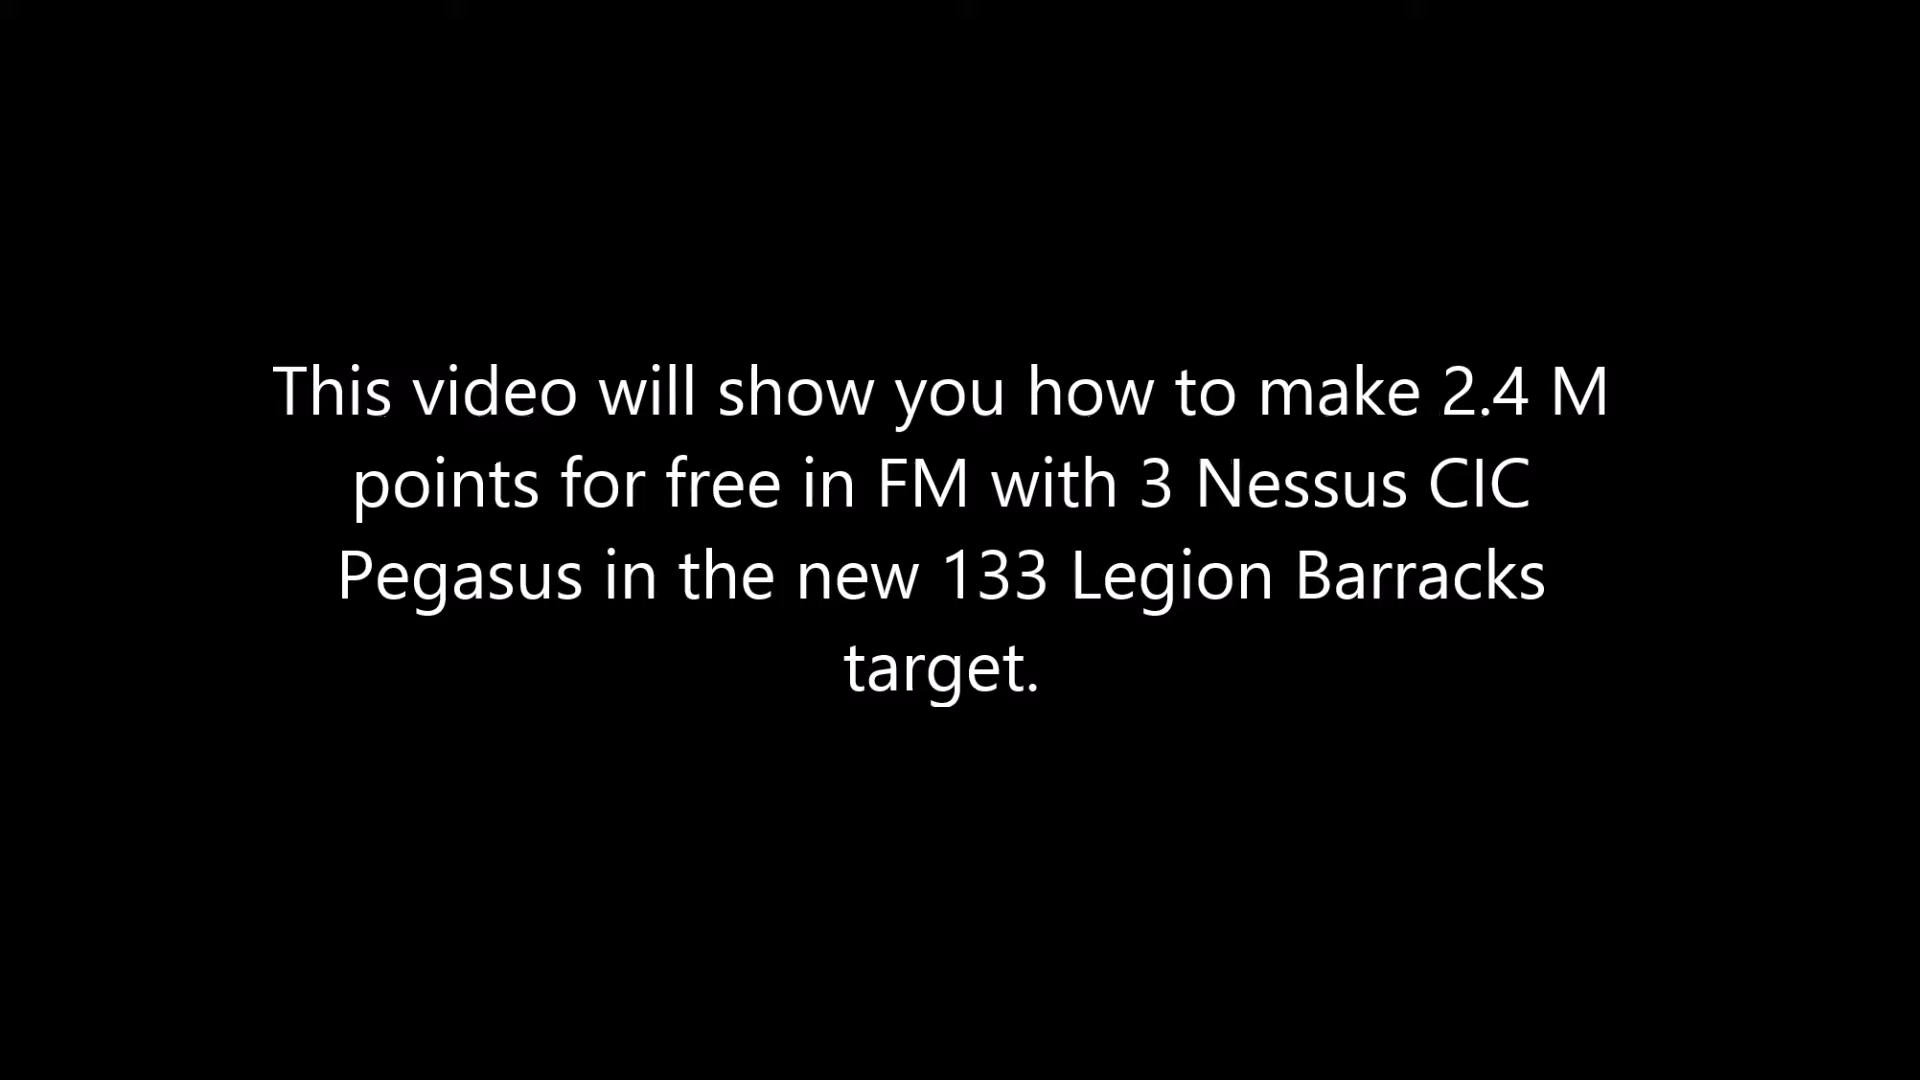 This video will show you how to make 2.4 M
points for free in FM with 3 Nessus CIC
Pegasus in the new 133 Legion Barracks
target.